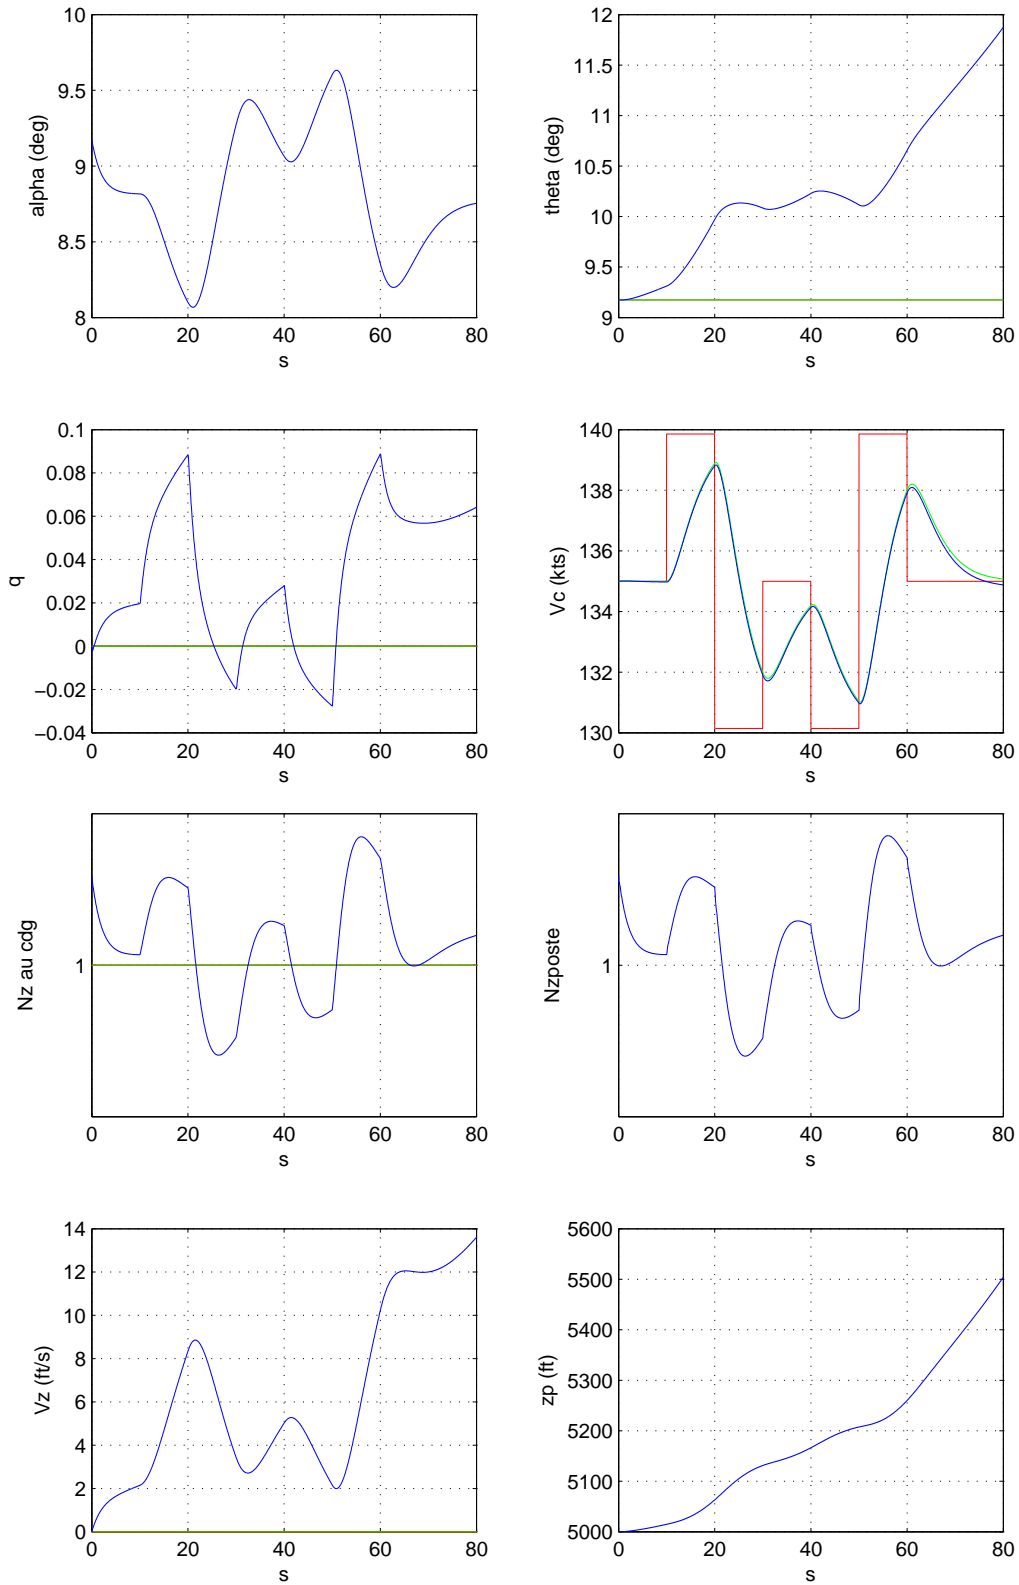 10
9.5
9
8.5
8
alpha (deg)
0 20 40 60 80
s
12
11.5
11
10.5
10
9.5
9
theta (deg)
0 20 40 60 80
s
0.1
0.08
0.06
0.04
0.02
0
−0.02
−0.04
q
0 20 40 60 80
s
140
138
136
134
132
130
Vc (kts)
0 20 40 60 80
s
1
Nz au cdg
0 20 40 60 80
s
1
Nzposte
0 20 40 60 80
s
14
12
10
8
6
4
2
0
Vz (ft/s)
0 20 40 60 80
s
5600
5500
5400
5300
5200
5100
5000
zp (ft)
0 20 40 60 80
s